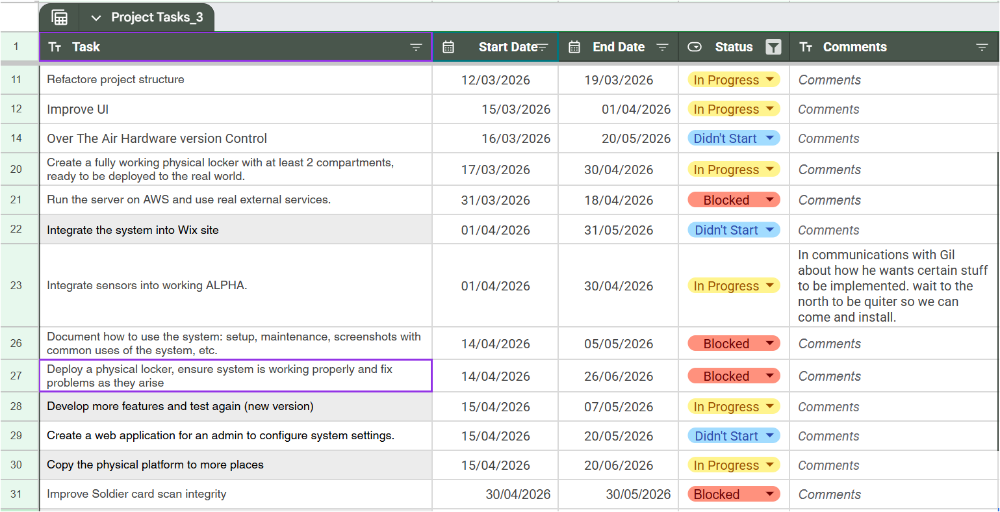 Project Tasks_3
1 Task Start Date End Date Status Comments
11 Refactore project structure 12/03/2026 19/03/2026 In Progress Comments
12 Improve UI 15/03/2026 01/04/2026 In Progress Comments
14 Over The Air Hardware version Control 16/03/2026 20/05/2026 Didn't Start Comments
20 Create a fully working physical locker with at least 2 compartments,
ready to be deployed to the real world. 17/03/2026 30/04/2026 In Progress Comments
21 Run the server on AWS and use real external services. 31/03/2026 18/04/2026 Blocked Comments
22 Integrate the system into Wix site 01/04/2026 31/05/2026 Didn't Start Comments
23 Integrate sensors into working ALPHA. 01/04/2026 30/04/2026 In Progress
In communications with Gil
about how he wants certain stuff
to be implemented. wait to the
north to be quiter so we can
come and install.
26 Document how to use the system: setup, maintenance, screenshots with
common uses of the system, etc. 14/04/2026 05/05/2026 Blocked Comments
27 Deploy a physical locker, ensure system is working properly and fix
problems as they arise 14/04/2026 26/06/2026 Blocked Comments
28 Develop more features and test again (new version) 15/04/2026 07/05/2026 In Progress Comments
29 Create a web application for an admin to configure system settings. 15/04/2026 20/05/2026 Didn't Start Comments
30 Copy the physical platform to more places 15/04/2026 20/06/2026 In Progress Comments
31 Improve Soldier card scan integrity 30/04/2026 30/05/2026 Blocked Comments